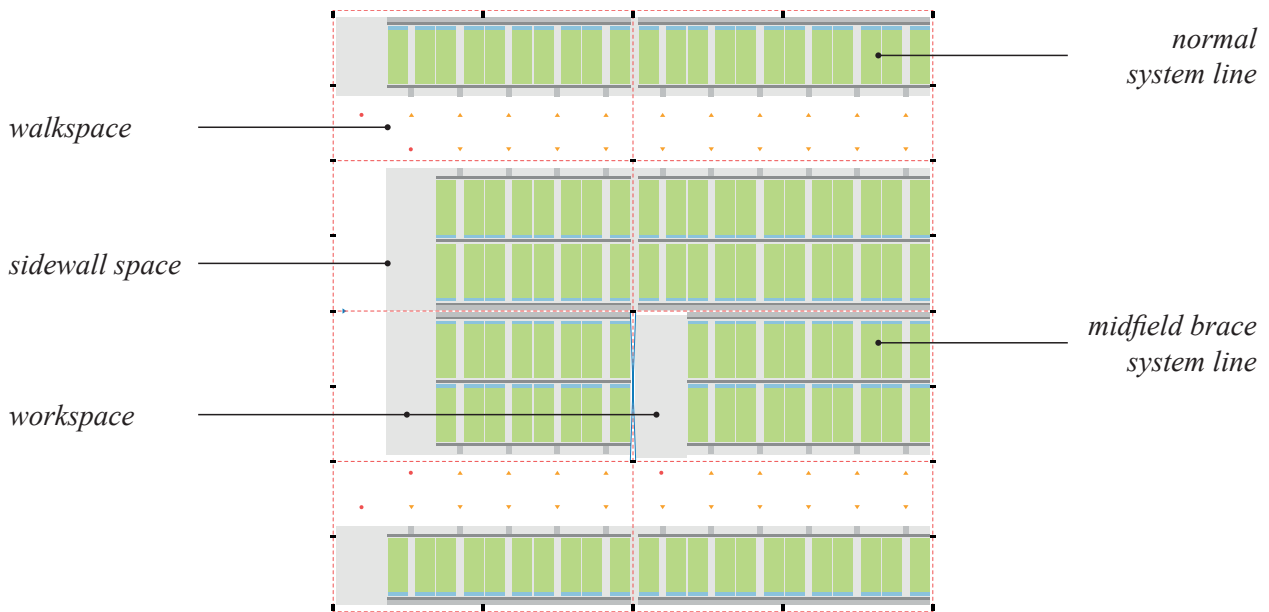 normal
system line
walkspace
sidewall space
midfield brace
system line
workspace